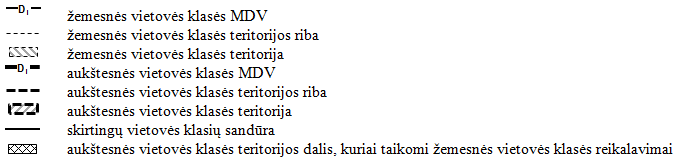 D₁ žemesnės vietovės klasės MDV
žemesnės vietovės klasės teritorijos riba
žemesnės vietovės klasės teritorija
D₁ aukštesnės vietovės klasės MDV
aukštesnės vietovės klasės teritorijos riba
aukštesnės vietovės klasės teritorija
skirtingų vietovės klasių sandūra
aukštesnės vietovės klasės teritorijos dalis, kuriai taikomi žemesnės vietovės klasės reikalavimai